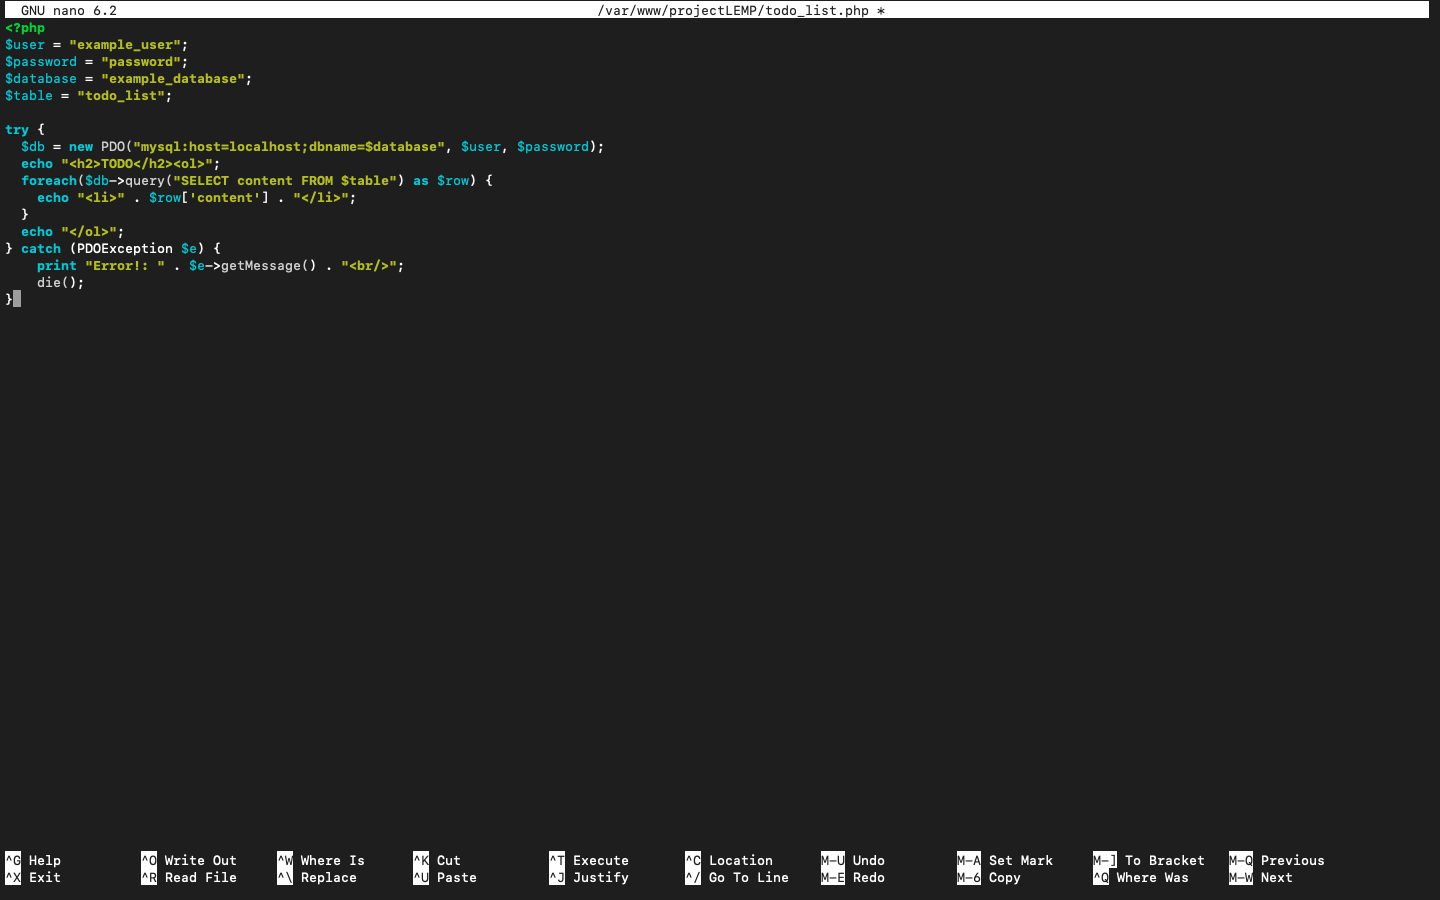 GNU nano 6.2 /var/www/projectLEMP/todo_list.php *
<?php
$user = "example_user";
$password = "password";
$database = "example_database";
$table = "todo_list";

try {
  $db = new PDO("mysql:host=localhost;dbname=$database", $user, $password);
  echo "<h2>TODO</h2><ol>";
  foreach($db->query("SELECT content FROM $table") as $row) {
    echo "<li>" . $row['content'] . "</li>";
  }
  echo "</ol>";
} catch (PDOException $e) {
    print "Error!: " . $e->getMessage() . "<br/>";
    die();
}
^G Help ^O Write Out ^W Where Is ^K Cut ^T Execute ^C Location M-U Undo M-A Set Mark M-] To Bracket M-Q Previous
^X Exit ^R Read File ^\ Replace ^U Paste ^J Justify ^/ Go To Line M-E Redo M-6 Copy ^Q Where Was M-W Next